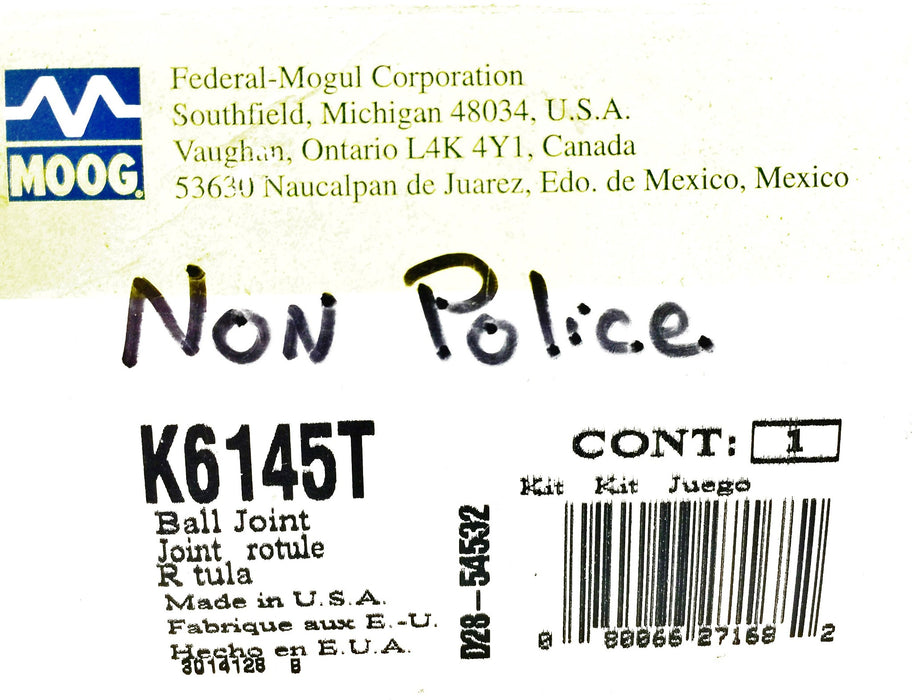 Federal-Mogul Corporation
Southfield, Michigan 48034, U.S.A.
Vaughan, Ontario L4K 4Y1, Canada
53630 Naucalpan de Juarez, Edo. de Mexico, Mexico
MOOG®
Non Police
K6145T
Ball Joint
Joint rotule
R tula
Made in U.S.A.
Fabrique aux E.-U.
Hecho en E.U.A.
3014128 B
D28-54532
CONT: 1
Kit Kit Juego
0 80066 27168 2